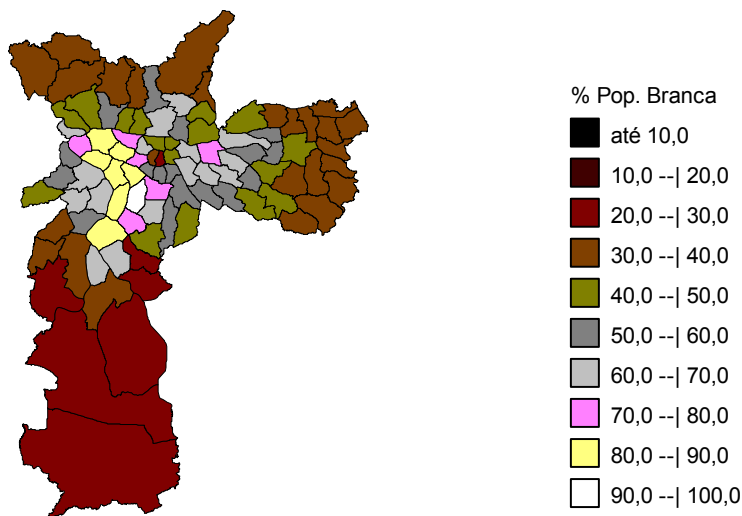 % Pop. Branca
até 10,0
10,0 --| 20,0
20,0 --| 30,0
30,0 --| 40,0
40,0 --| 50,0
50,0 --| 60,0
60,0 --| 70,0
70,0 --| 80,0
80,0 --| 90,0
90,0 --| 100,0